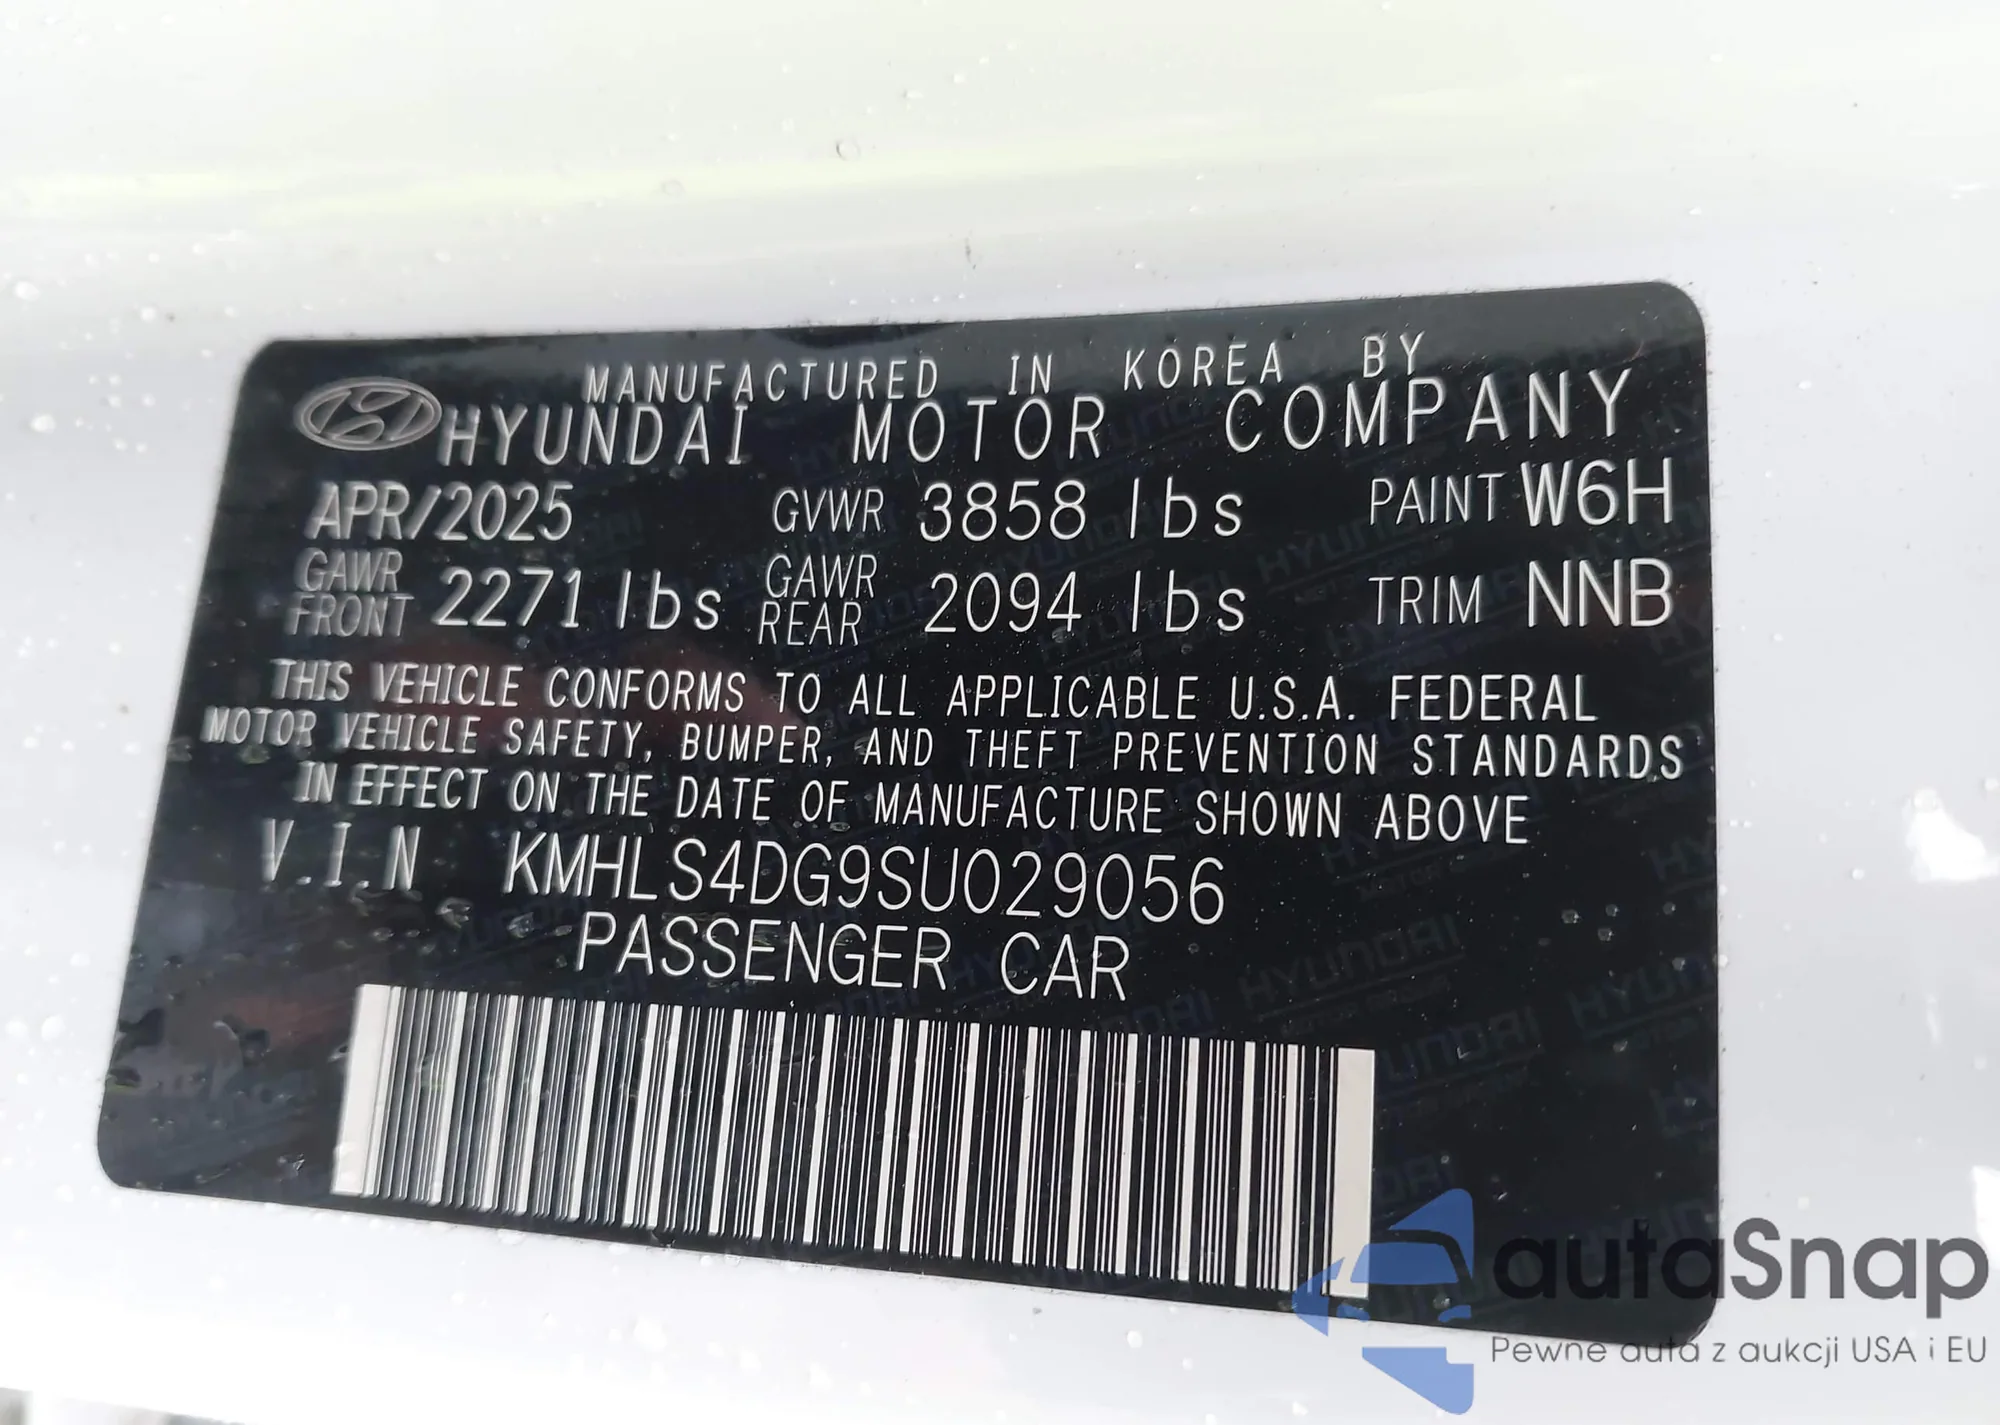 MANUFACTURED IN KOREA BY
HYUNDAI MOTOR COMPANY
APR/2025 GVWR 3858 lbs PAINT W6H
GAWR FRONT 2271 lbs GAWR REAR 2094 lbs TRIM NNB
THIS VEHICLE CONFORMS TO ALL APPLICABLE U.S.A. FEDERAL
MOTOR VEHICLE SAFETY, BUMPER, AND THEFT PREVENTION STANDARDS
IN EFFECT ON THE DATE OF MANUFACTURE SHOWN ABOVE
V.I.N KMHLS4DG9SU029056
PASSENGER CAR
autaSnap
Pewne auta z aukcji USA i EU